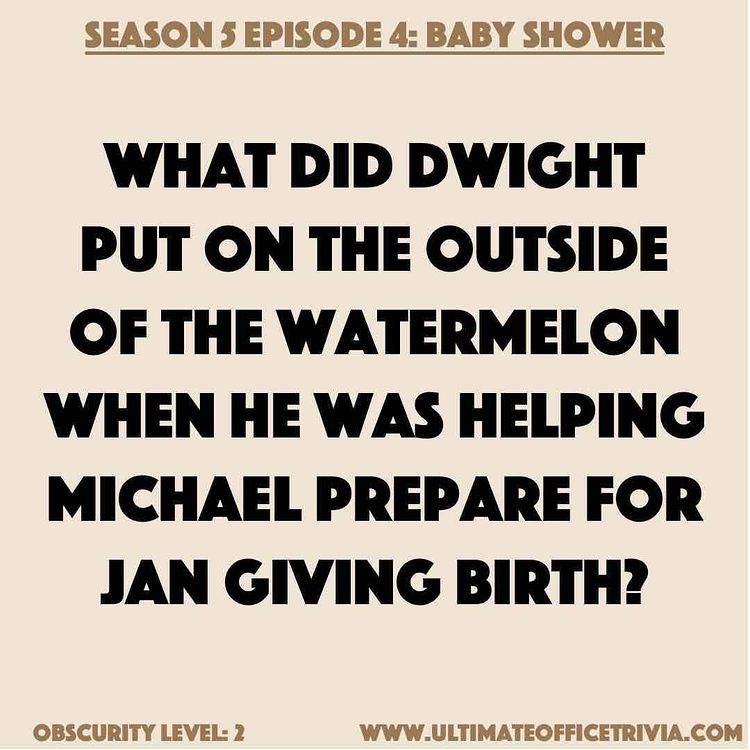 SEASON 5 EPISODE 4: BABY SHOWER
WHAT DID DWIGHT
PUT ON THE OUTSIDE
OF THE WATERMELON
WHEN HE WAS HELPING
MICHAEL PREPARE FOR
JAN GIVING BIRTH?
OBSCURITY LEVEL: 2
WWW.ULTIMATEOFFICETRIVIA.COM